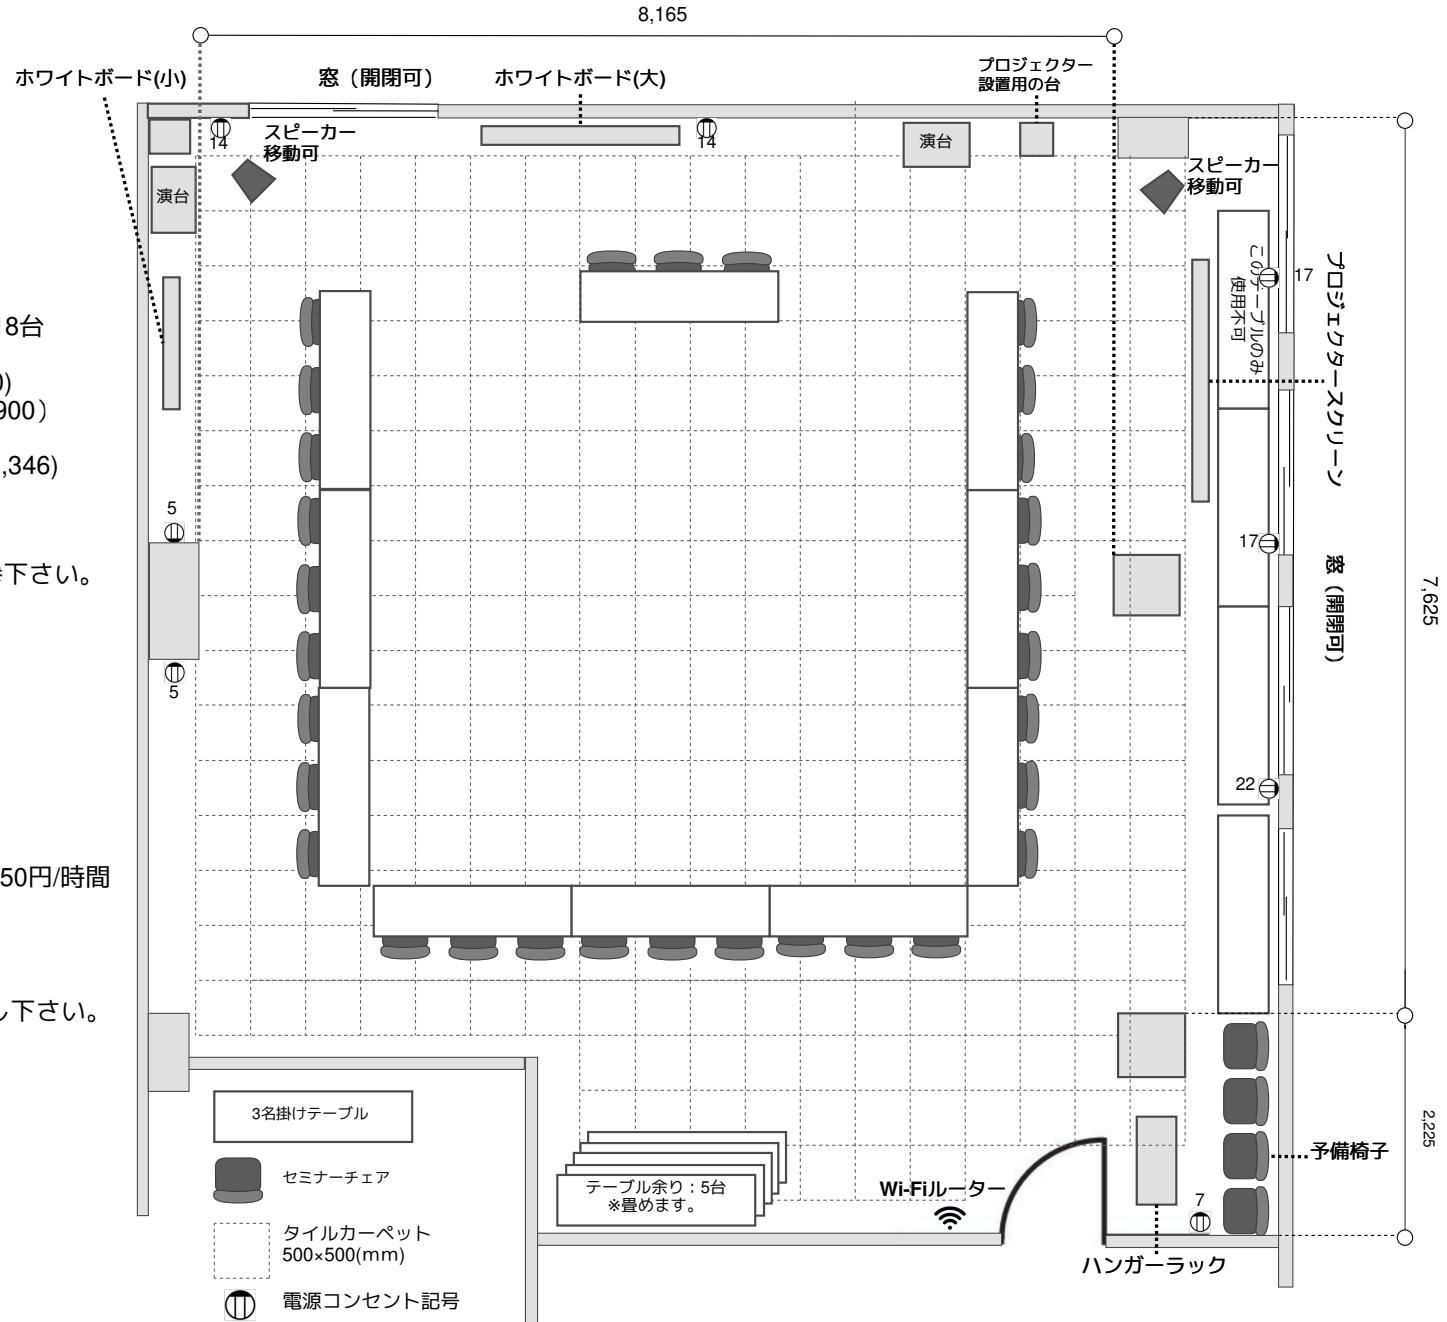 8,165
ホワイトボード(小)
窓（開閉可）
ホワイトボード(大)
プロジェクター
設置用の台
14
スピーカー
移動可
14
演台
スピーカー
移動可
演台
このテーブルのみ
使用不可
17
プロジェクタースクリーン
8台
0)
900）
,346)
5
17
下さい。
窓（開閉可）
7,625
5
22
50円/時間
下さい。
3名掛けテーブル
セミナーチェア
タイルカーペット
500×500(mm)
電源コンセント記号
テーブル余り：5台
※畳めます。
Wi-Fiルーター
7
予備椅子
2,225
ハンガーラック